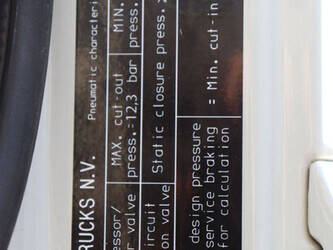 RUCKS N.V.
Pneumatic characteri
essor/
or valve
MAX. cut-out
press.=12,3 bar
MIN.
press.
ircuit
on valve
Static closure press.
design pressure
service braking
for calculation
= Min. cut-in